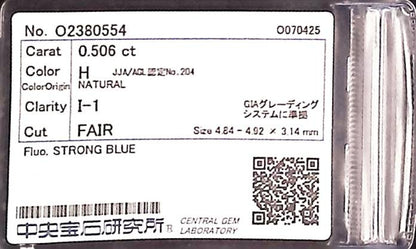 No. O2380554 O070425
Carat 0.506 ct
Color H JJA/AGL認定No.204
ColorOrigin NATURAL
Clarity I-1 GIAグレーディング
システムに準拠
Cut FAIR Size 4.84 - 4.92 × 3.14 mm
Fluo. STRONG BLUE
中央宝石研究所® CENTRAL GEM
LABORATORY